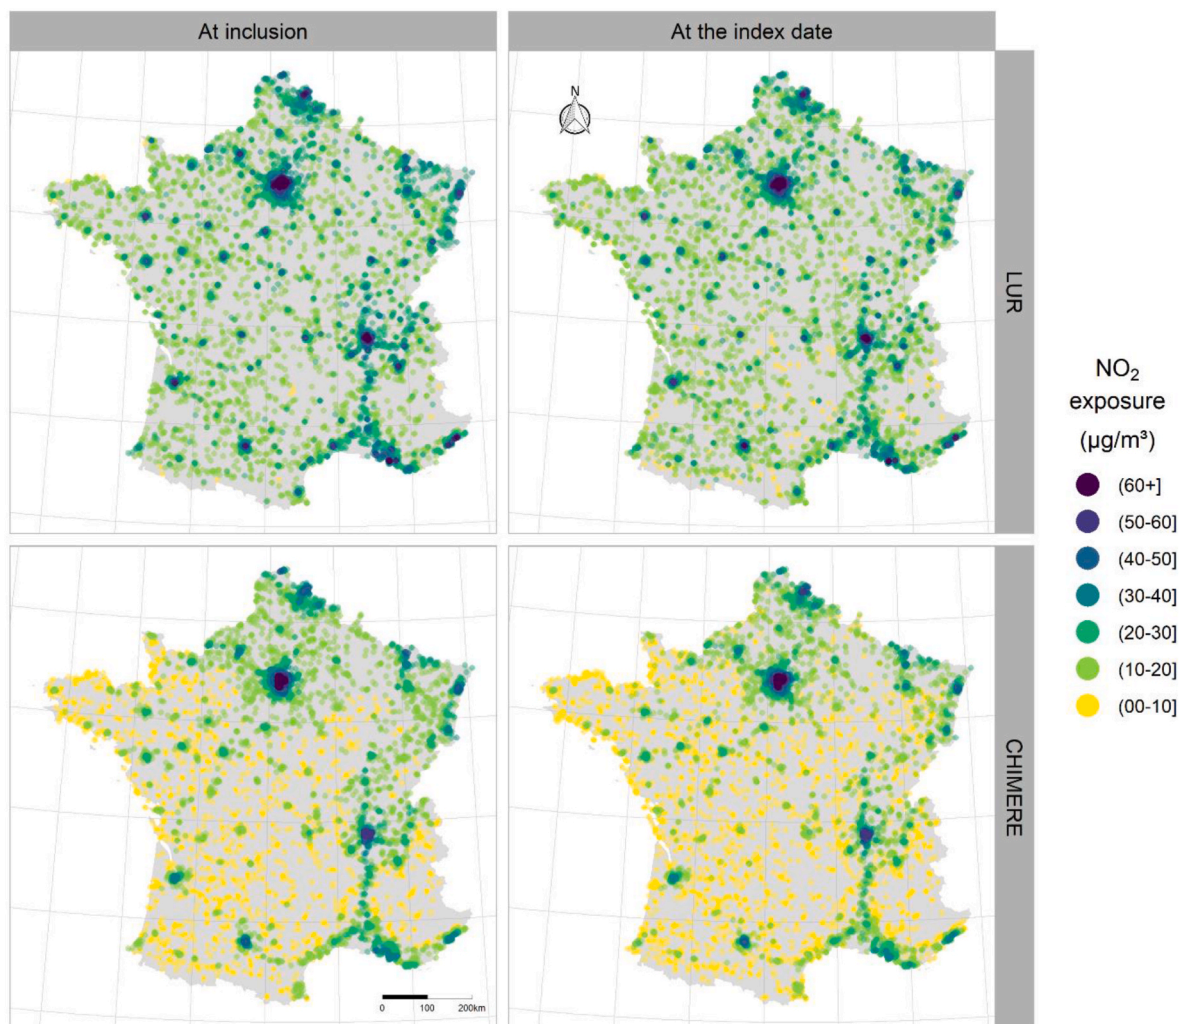 At inclusion
At the index date
N
LUR
CHIMERE
NO₂
exposure
(µg/m³)
(60+]
(50-60]
(40-50]
(30-40]
(20-30]
(10-20]
(00-10]
0 100 200km